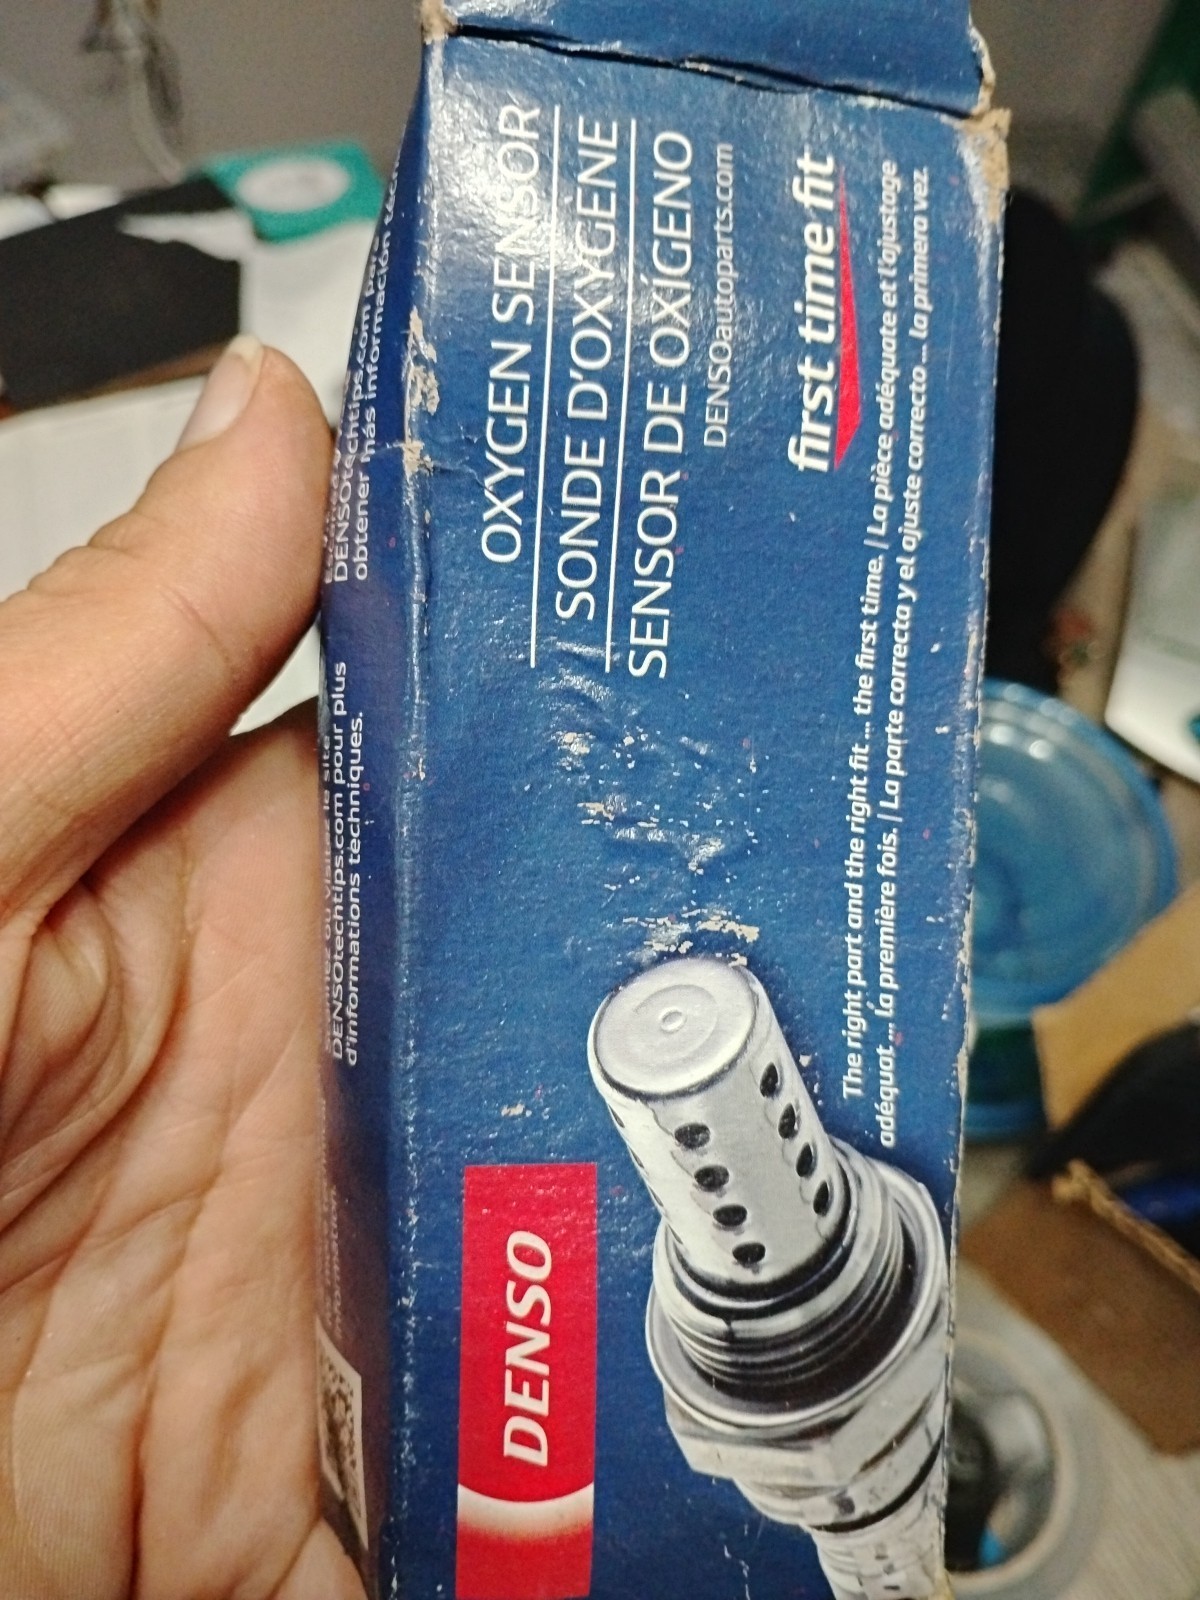 OXYGEN SENSOR
SONDE D'OXYGENE
SENSOR DE OXÍGENO
DENSOautoparts.com
first time fit
The right part and the right fit... the first time. | La pièce adéquate et l'ajustage
adéquat ... la première fois. | La parte correcta y el ajuste correcto... la primera vez.
DENSO
DENSOtechtips.com pour plus
d'informations techniques.
DENSOtechtips.com
obtener más información